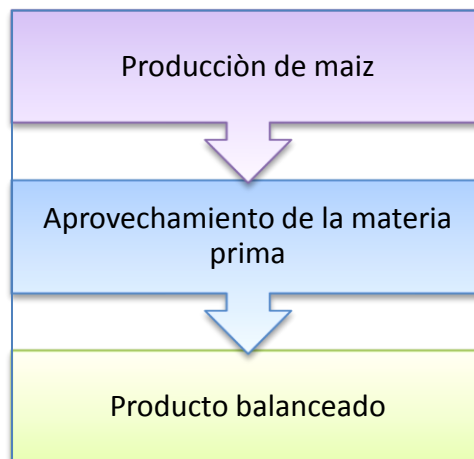 Producciòn de maiz
Aprovechamiento de la materia
prima
Producto balanceado